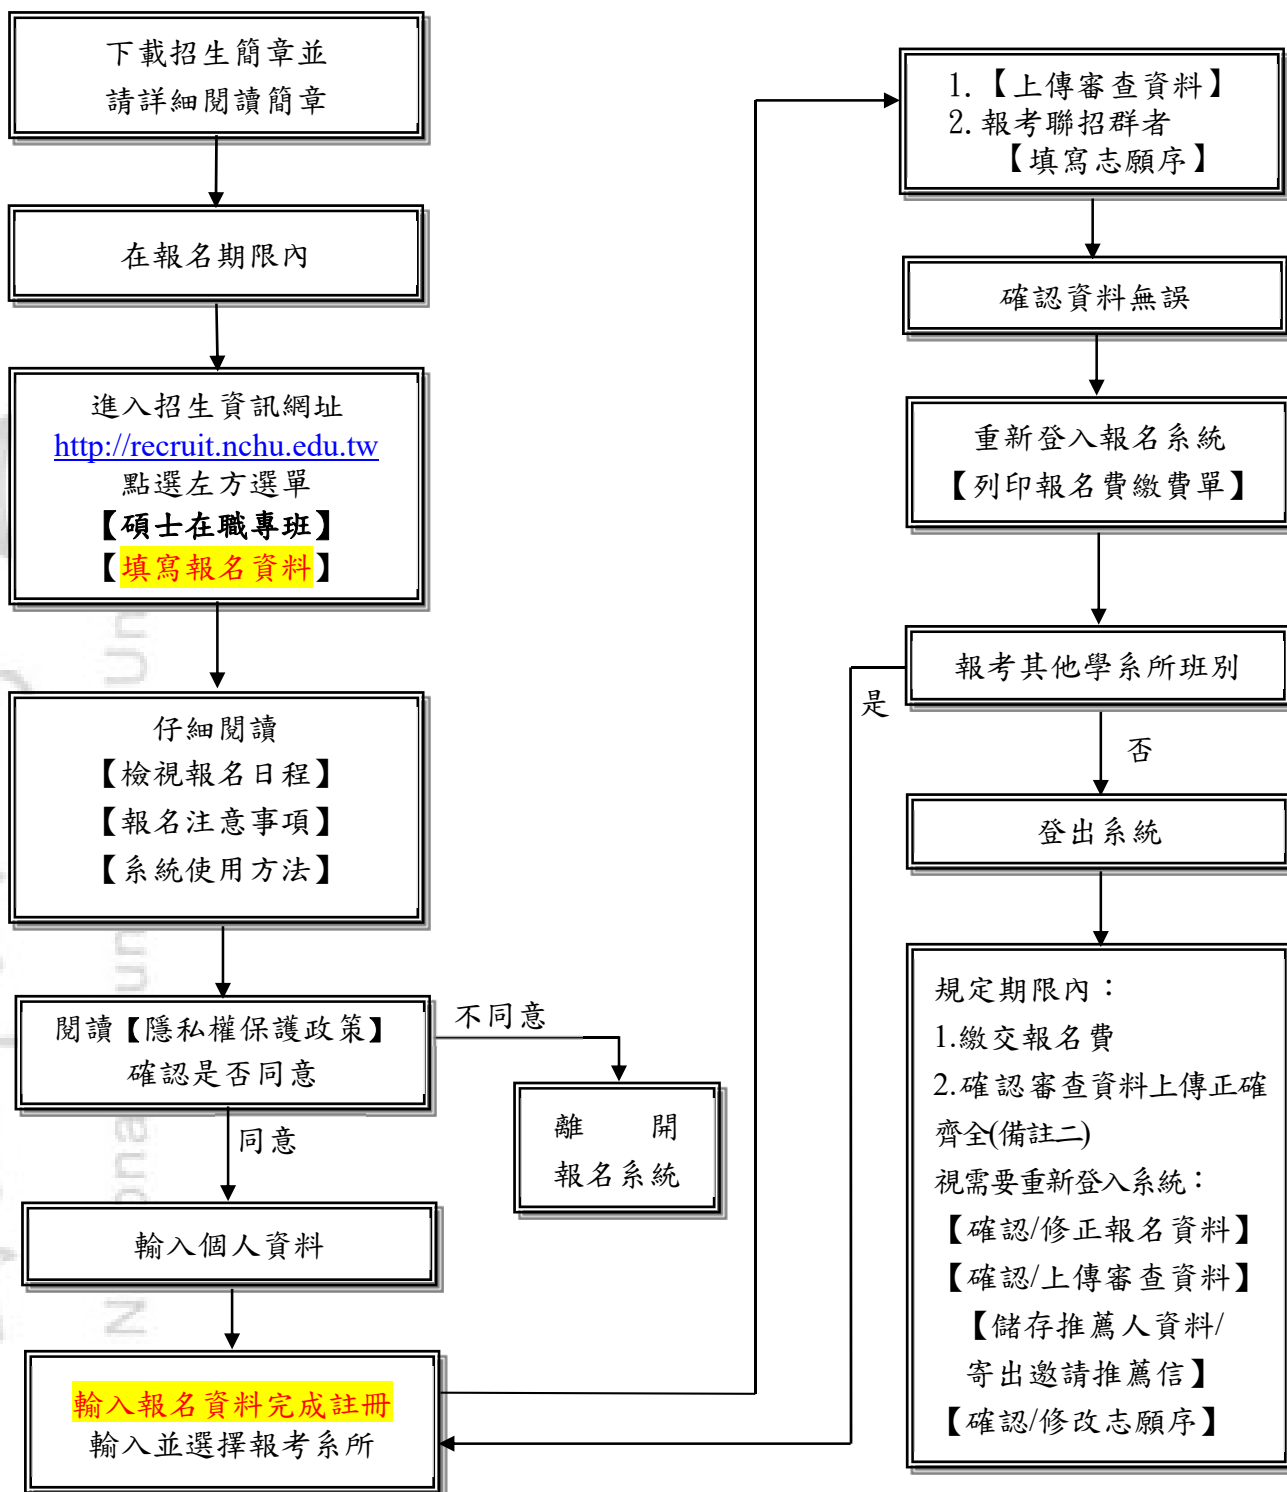 下載招生簡章並
請詳細閱讀簡章
在報名期限內
進入招生資訊網址
http://recruit.nchu.edu.tw
點選左方選單
【碩士在職專班】
【填寫報名資料】
仔細閱讀
【檢視報名日程】
【報名注意事項】
【系統使用方法】
閱讀【隱私權保護政策】
確認是否同意
不同意
離 開
報名系統
同意
輸入個人資料
輸入報名資料完成註冊
輸入並選擇報考系所
1.【上傳審查資料】
2.報考聯招群者
【填寫志願序】
確認資料無誤
重新登入報名系統
【列印報名費繳費單】
報考其他學系所班別
是
否
登出系統
規定期限內：
1.繳交報名費
2.確認審查資料上傳正確
齊全(備註二)
視需要重新登入系統：
【確認/修正報名資料】
【確認/上傳審查資料】
【儲存推薦人資料/
寄出邀請推薦信】
【確認/修改志願序】